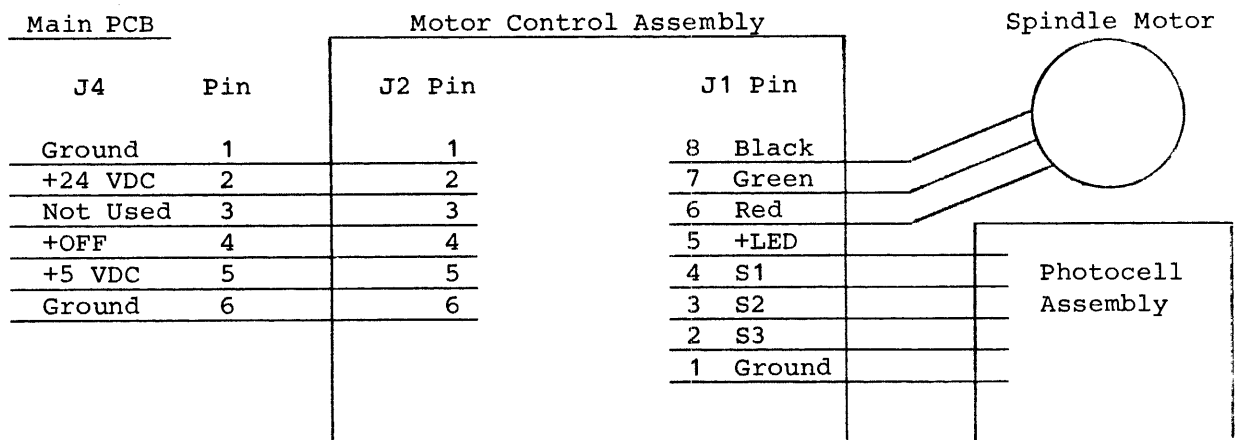 Main PCB Motor Control Assembly Spindle Motor
J4 Pin J2 Pin J1 Pin
Ground 1 1 8 Black
+24 VDC 2 2 7 Green
Not Used 3 3 6 Red
+OFF 4 4 5 +LED
+5 VDC 5 5 4 S1 Photocell
Ground 6 6 3 S2 Assembly
2 S3
1 Ground